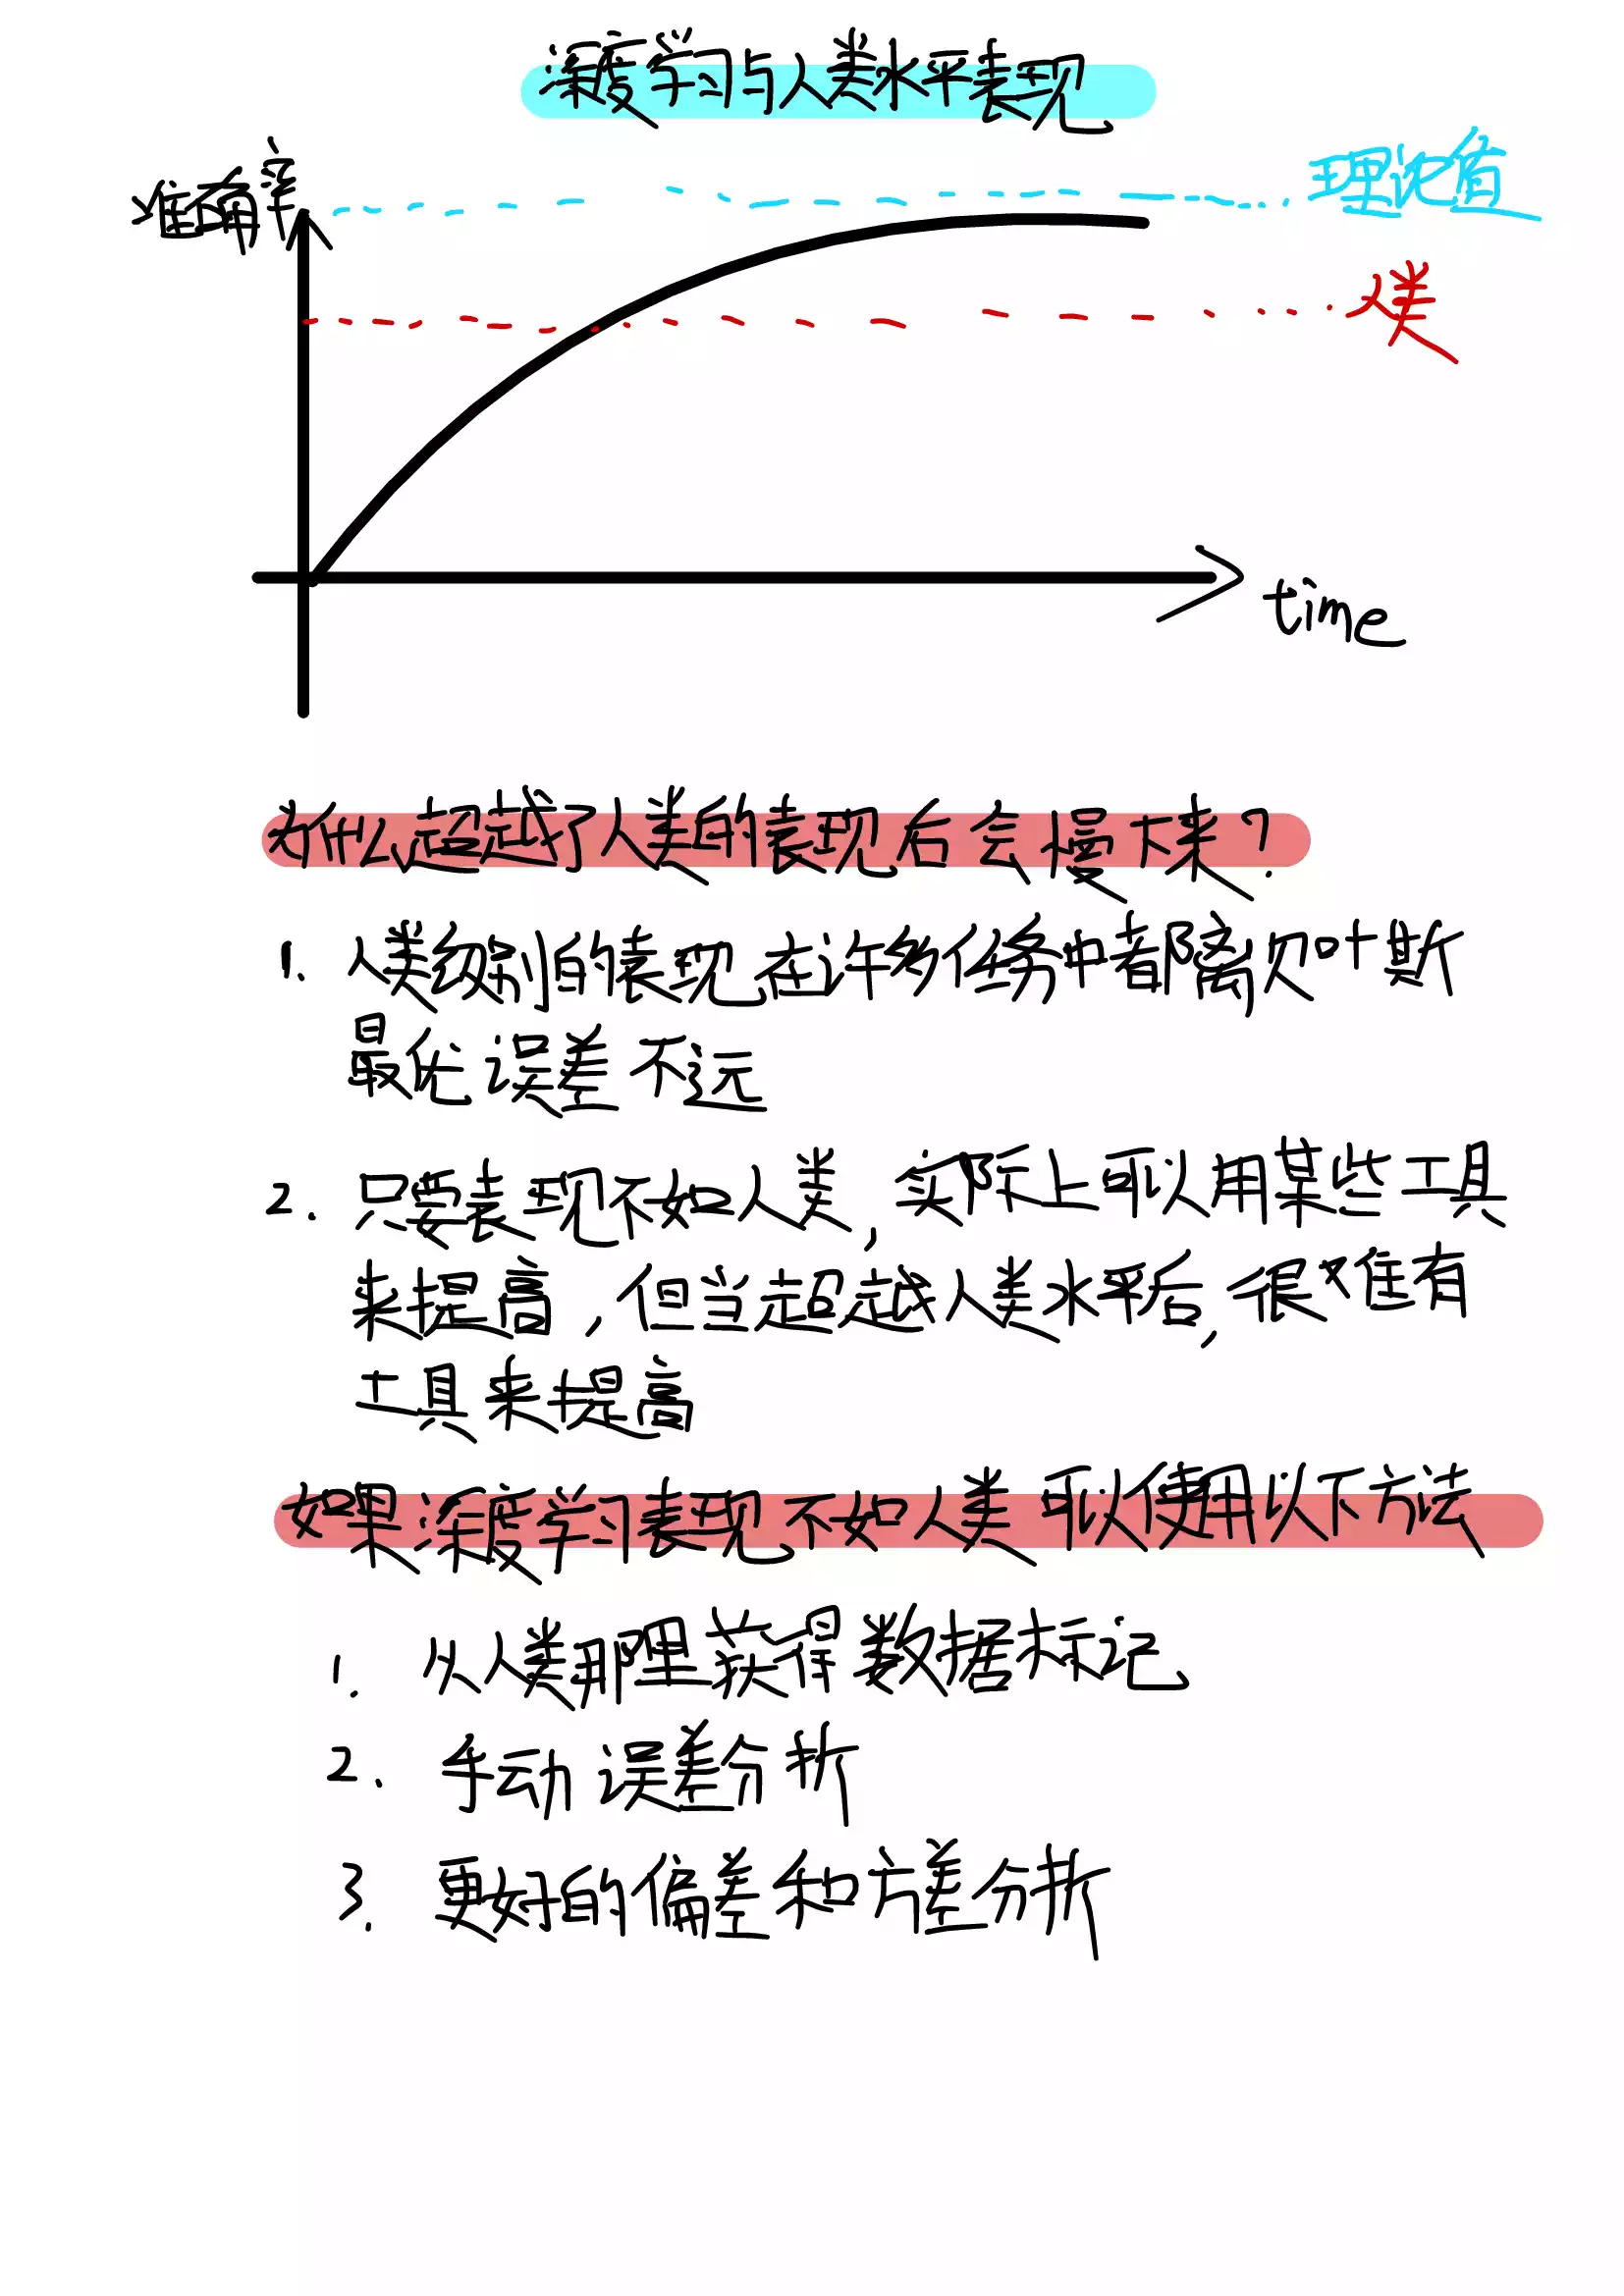 深度学习与人类水平表现
准确率
理论值
人类
time
为什么超越了人类的表现后会慢下来?
1. 人类级别的表现在许多任务中都离贝叶斯
最优误差不远
2. 只要表现不如人类,实际上可以用某些工具
来提高,但当超越人类水平后,很难有
工具来提高
如果深度学习表现不如人类可以使用以下方法
1. 从人类那里获得数据标记
2. 手动误差分折
3. 更好的偏差和方差分折